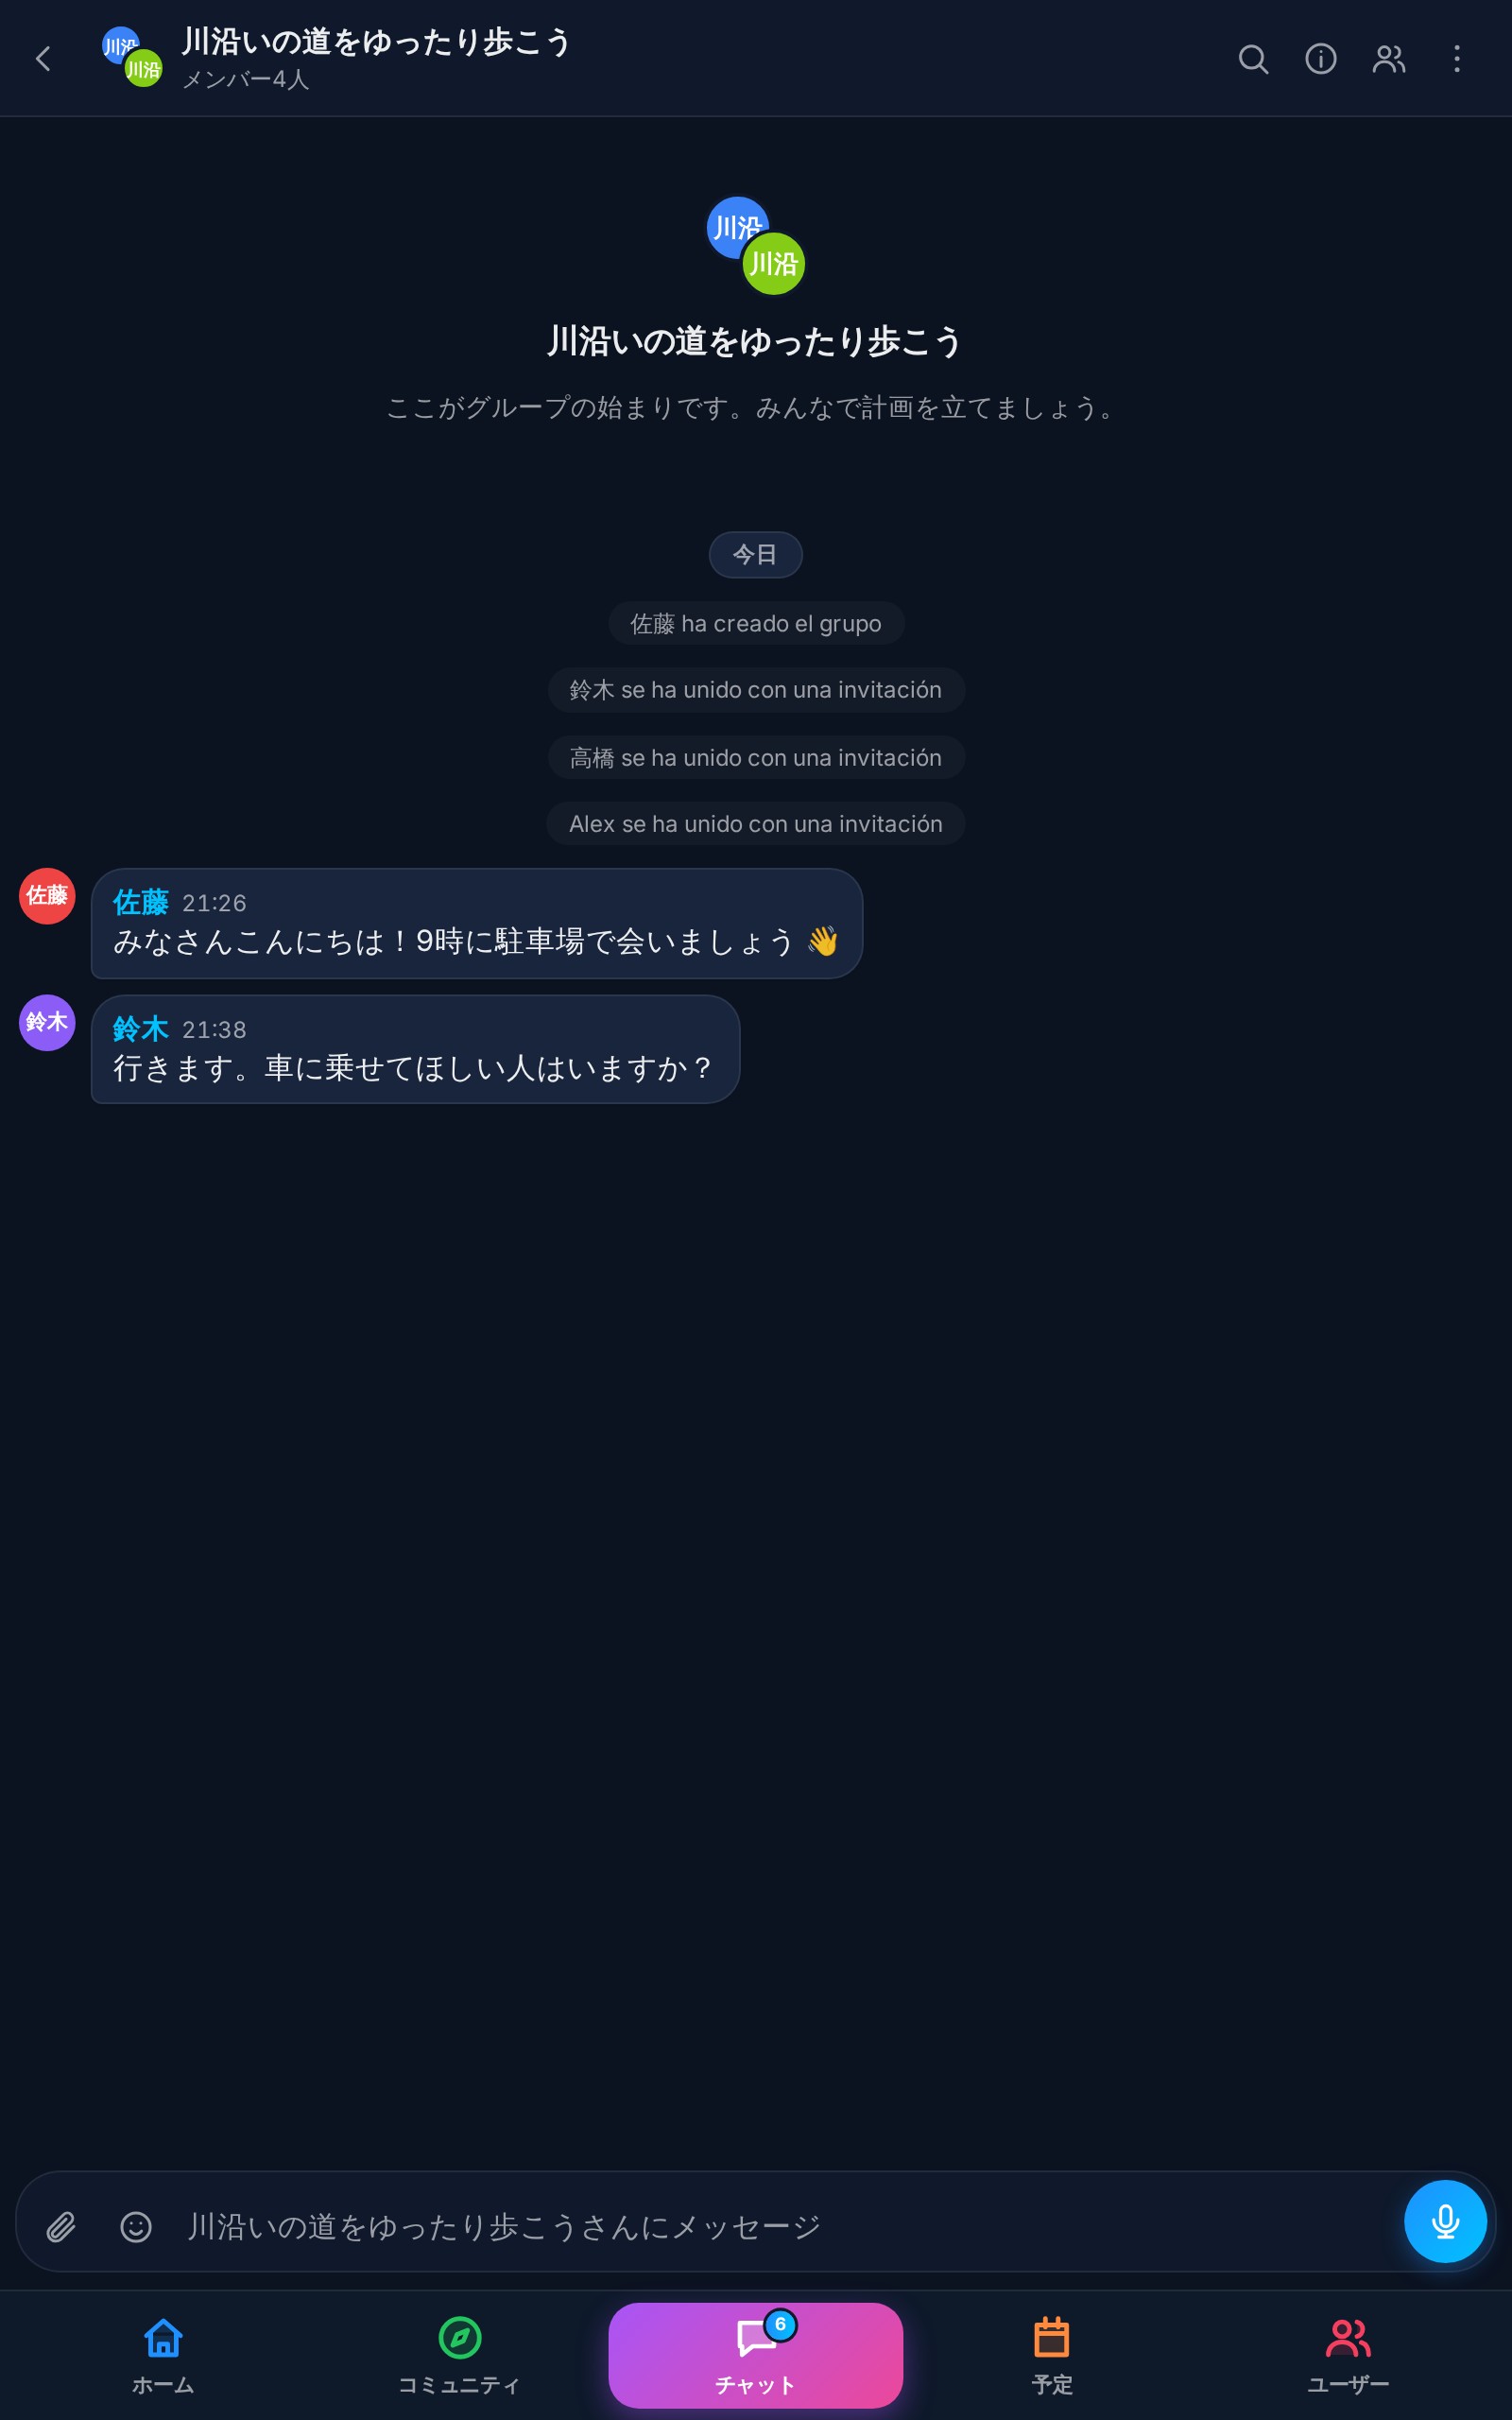 川沿
川沿
川沿いの道をゆったり歩こう
メンバー4人
川沿
川沿
川沿いの道をゆったり歩こう
ここがグループの始まりです。みんなで計画を立てましょう。
今日
佐藤 ha creado el grupo
鈴木 se ha unido con una invitación
高橋 se ha unido con una invitación
Alex se ha unido con una invitación
佐藤
佐藤 21:26
みなさんこんにちは！9時に駐車場で会いましょう 👋
鈴木
鈴木 21:38
行きます。車に乗せてほしい人はいますか？
川沿いの道をゆったり歩こうさんにメッセージ
6
ホーム
コミュニティ
チャット
予定
ユーザー